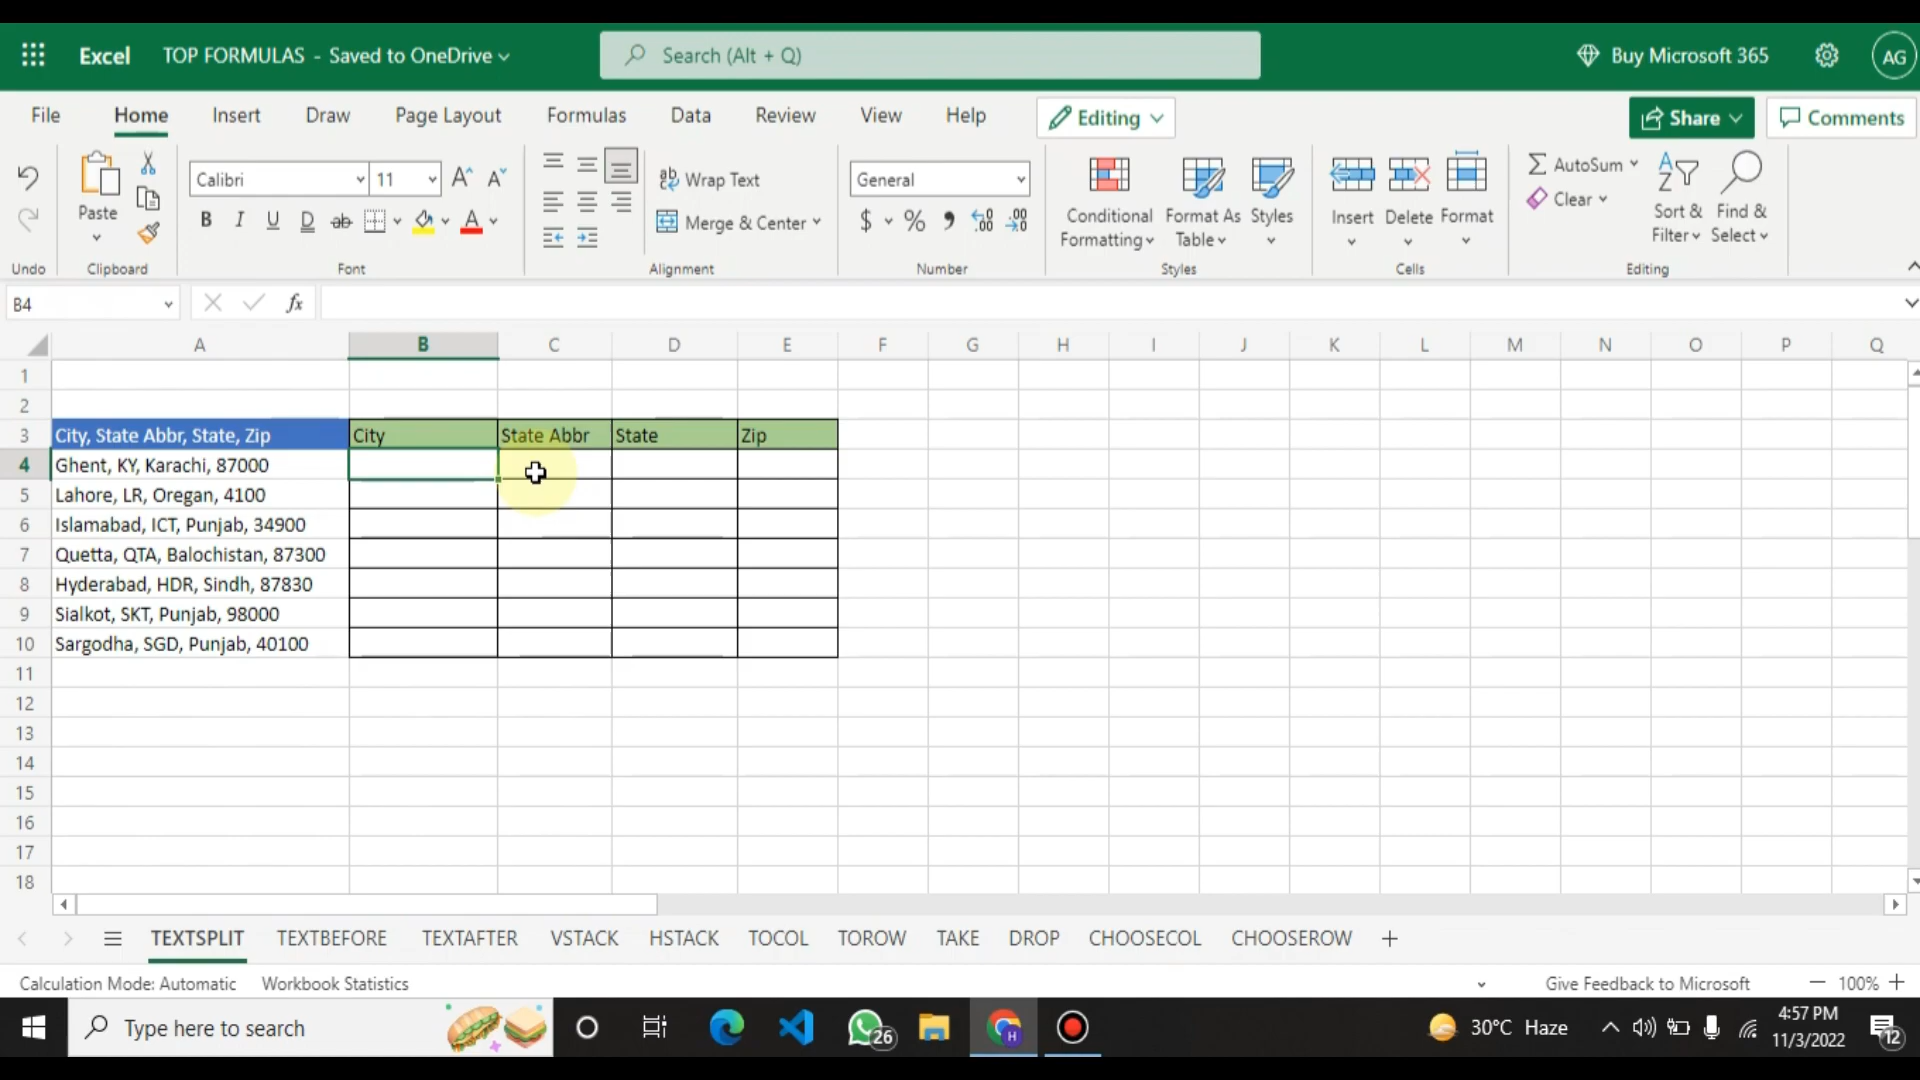 Excel TOP FORMULAS - Saved to OneDrive Search (Alt + Q) Buy Microsoft 365 AG
File Home Insert Draw Page Layout Formulas Data Review View Help Editing Share Comments
Paste Calibri 11 A A Wrap Text General Conditional Formatting Format As Table Styles Insert Delete Format AutoSum Sort & Filter Find & Select
B I U D ab A Merge & Center $ % Clear
Undo Clipboard Font Alignment Number Styles Cells Editing
B4 fx
A B C D E F G H I J K L M N O P Q
1
2
3 City, State Abbr, State, Zip City State Abbr State Zip
4 Ghent, KY, Karachi, 87000
5 Lahore, LR, Oregan, 4100
6 Islamabad, ICT, Punjab, 34900
7 Quetta, QTA, Balochistan, 87300
8 Hyderabad, HDR, Sindh, 87830
9 Sialkot, SKT, Punjab, 98000
10 Sargodha, SGD, Punjab, 40100
11
12
13
14
15
16
17
18
TEXTSPLIT TEXTBEFORE TEXTAFTER VSTACK HSTACK TOCOL TOROW TAKE DROP CHOOSECOL CHOOSEROW
Calculation Mode: Automatic Workbook Statistics Give Feedback to Microsoft 100%
Type here to search 26 H 30°C Haze 4:57 PM
11/3/2022 12